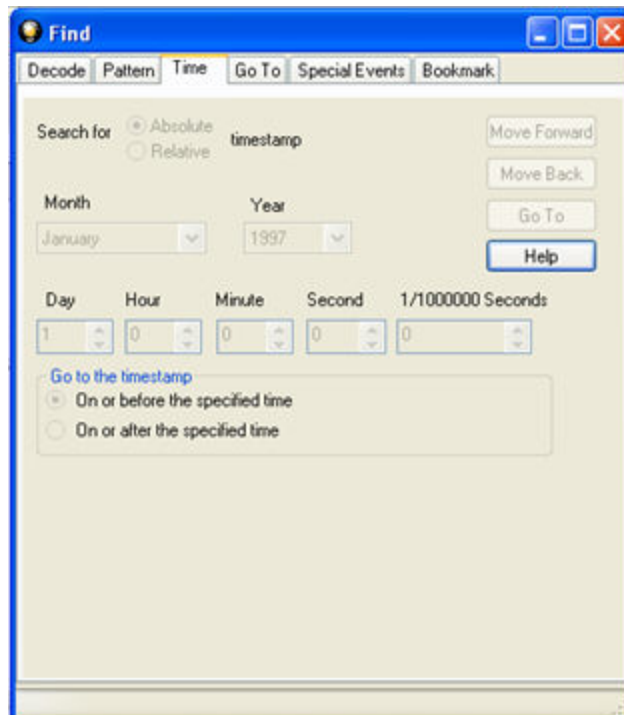 Find
Decode Pattern Time Go To Special Events Bookmark
Search for Absolute timestamp
Relative
Move Forward
Move Back
Go To
Help
Month Year
January 1997
Day Hour Minute Second 1/1000000 Seconds
1 0 0 0 0
Go to the timestamp
On or before the specified time
On or after the specified time